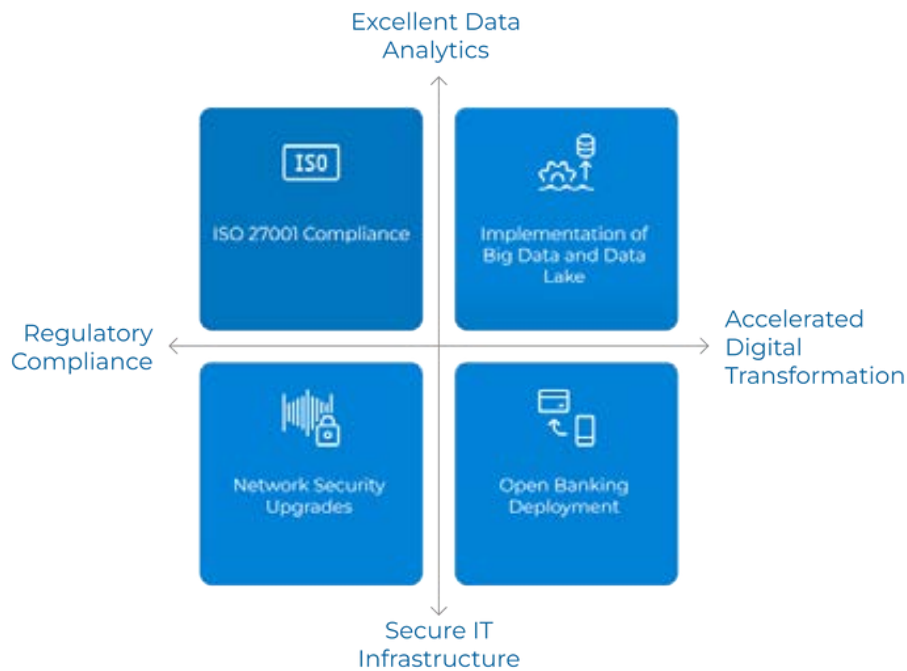 Excellent Data
Analytics
ISO
ISO 27001 Compliance
Implementation of
Big Data and Data
Lake
Regulatory
Compliance
Accelerated
Digital
Transformation
Network Security
Upgrades
Open Banking
Deployment
Secure IT
Infrastructure